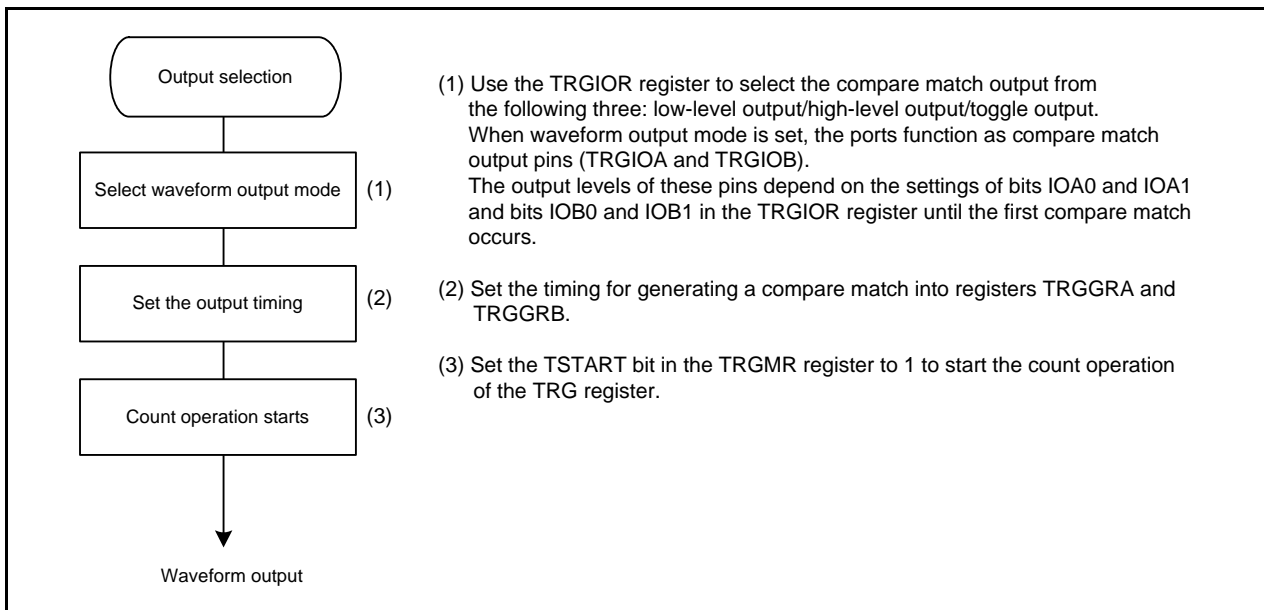 Output selection
Select waveform output mode
(1)
Set the output timing
(2)
Count operation starts
(3)
Waveform output
(1) Use the TRGIOR register to select the compare match output from
the following three: low-level output/high-level output/toggle output.
When waveform output mode is set, the ports function as compare match
output pins (TRGIOA and TRGIOB).
The output levels of these pins depend on the settings of bits IOA0 and IOA1
and bits IOB0 and IOB1 in the TRGIOR register until the first compare match
occurs.
(2) Set the timing for generating a compare match into registers TRGGRA and
TRGGRB.
(3) Set the TSTART bit in the TRGMR register to 1 to start the count operation
of the TRG register.